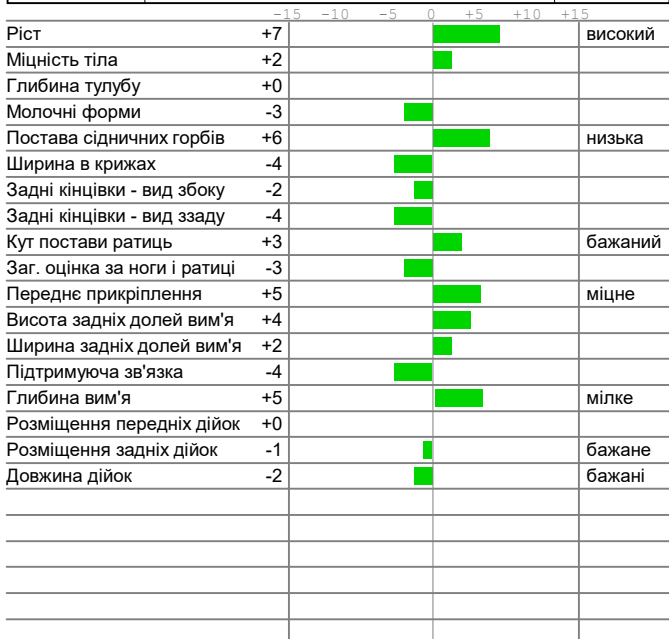 -15 -10 -5 0 +5 +10 +15
Ріст +7 високий
Міцність тіла +2
Глибина тулубу +0
Молочні форми -3
Постава сідничних горбів +6 низька
Ширина в крижах -4
Задні кінцівки - вид збоку -2
Задні кінцівки - вид ззаду -4
Кут постави ратиць +3 бажаний
Заг. оцінка за ноги і ратиці -3
Переднє прикріплення +5 міцне
Висота задніх долей вим'я +4
Ширина задніх долей вим'я +2
Підтримуюча зв'язка -4
Глибина вим'я +5 мілке
Розміщення передніх дійок +0
Розміщення задніх дійок -1 бажане
Довжина дійок -2 бажані